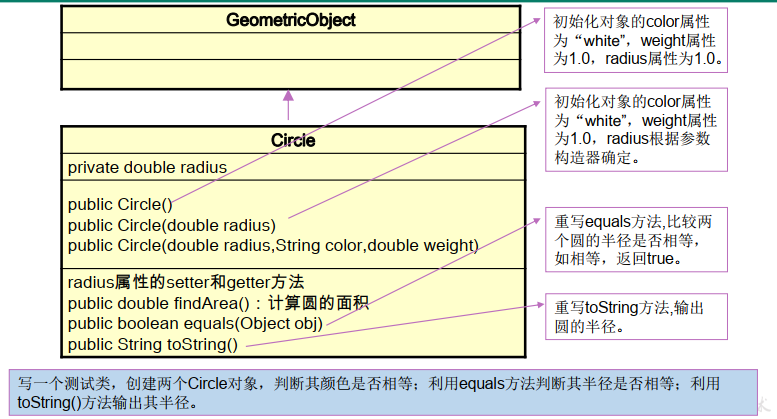 GeometricObject
初始化对象的color属性
为“white”，weight属性
为1.0，radius属性为1.0。
初始化对象的color属性
为“white”，weight属性
为1.0，radius根据参数
构造器确定。
Circle
private double radius
public Circle()
public Circle(double radius)
public Circle(double radius,String color,double weight)
重写equals方法,比较两
个圆的半径是否相等，
如相等，返回true。
radius属性的setter和getter方法
public double findArea()：计算圆的面积
public boolean equals(Object obj)
public String toString()
重写toString方法,输出
圆的半径。
写一个测试类，创建两个Circle对象，判断其颜色是否相等；利用equals方法判断其半径是否相等；利用
toString()方法输出其半径。